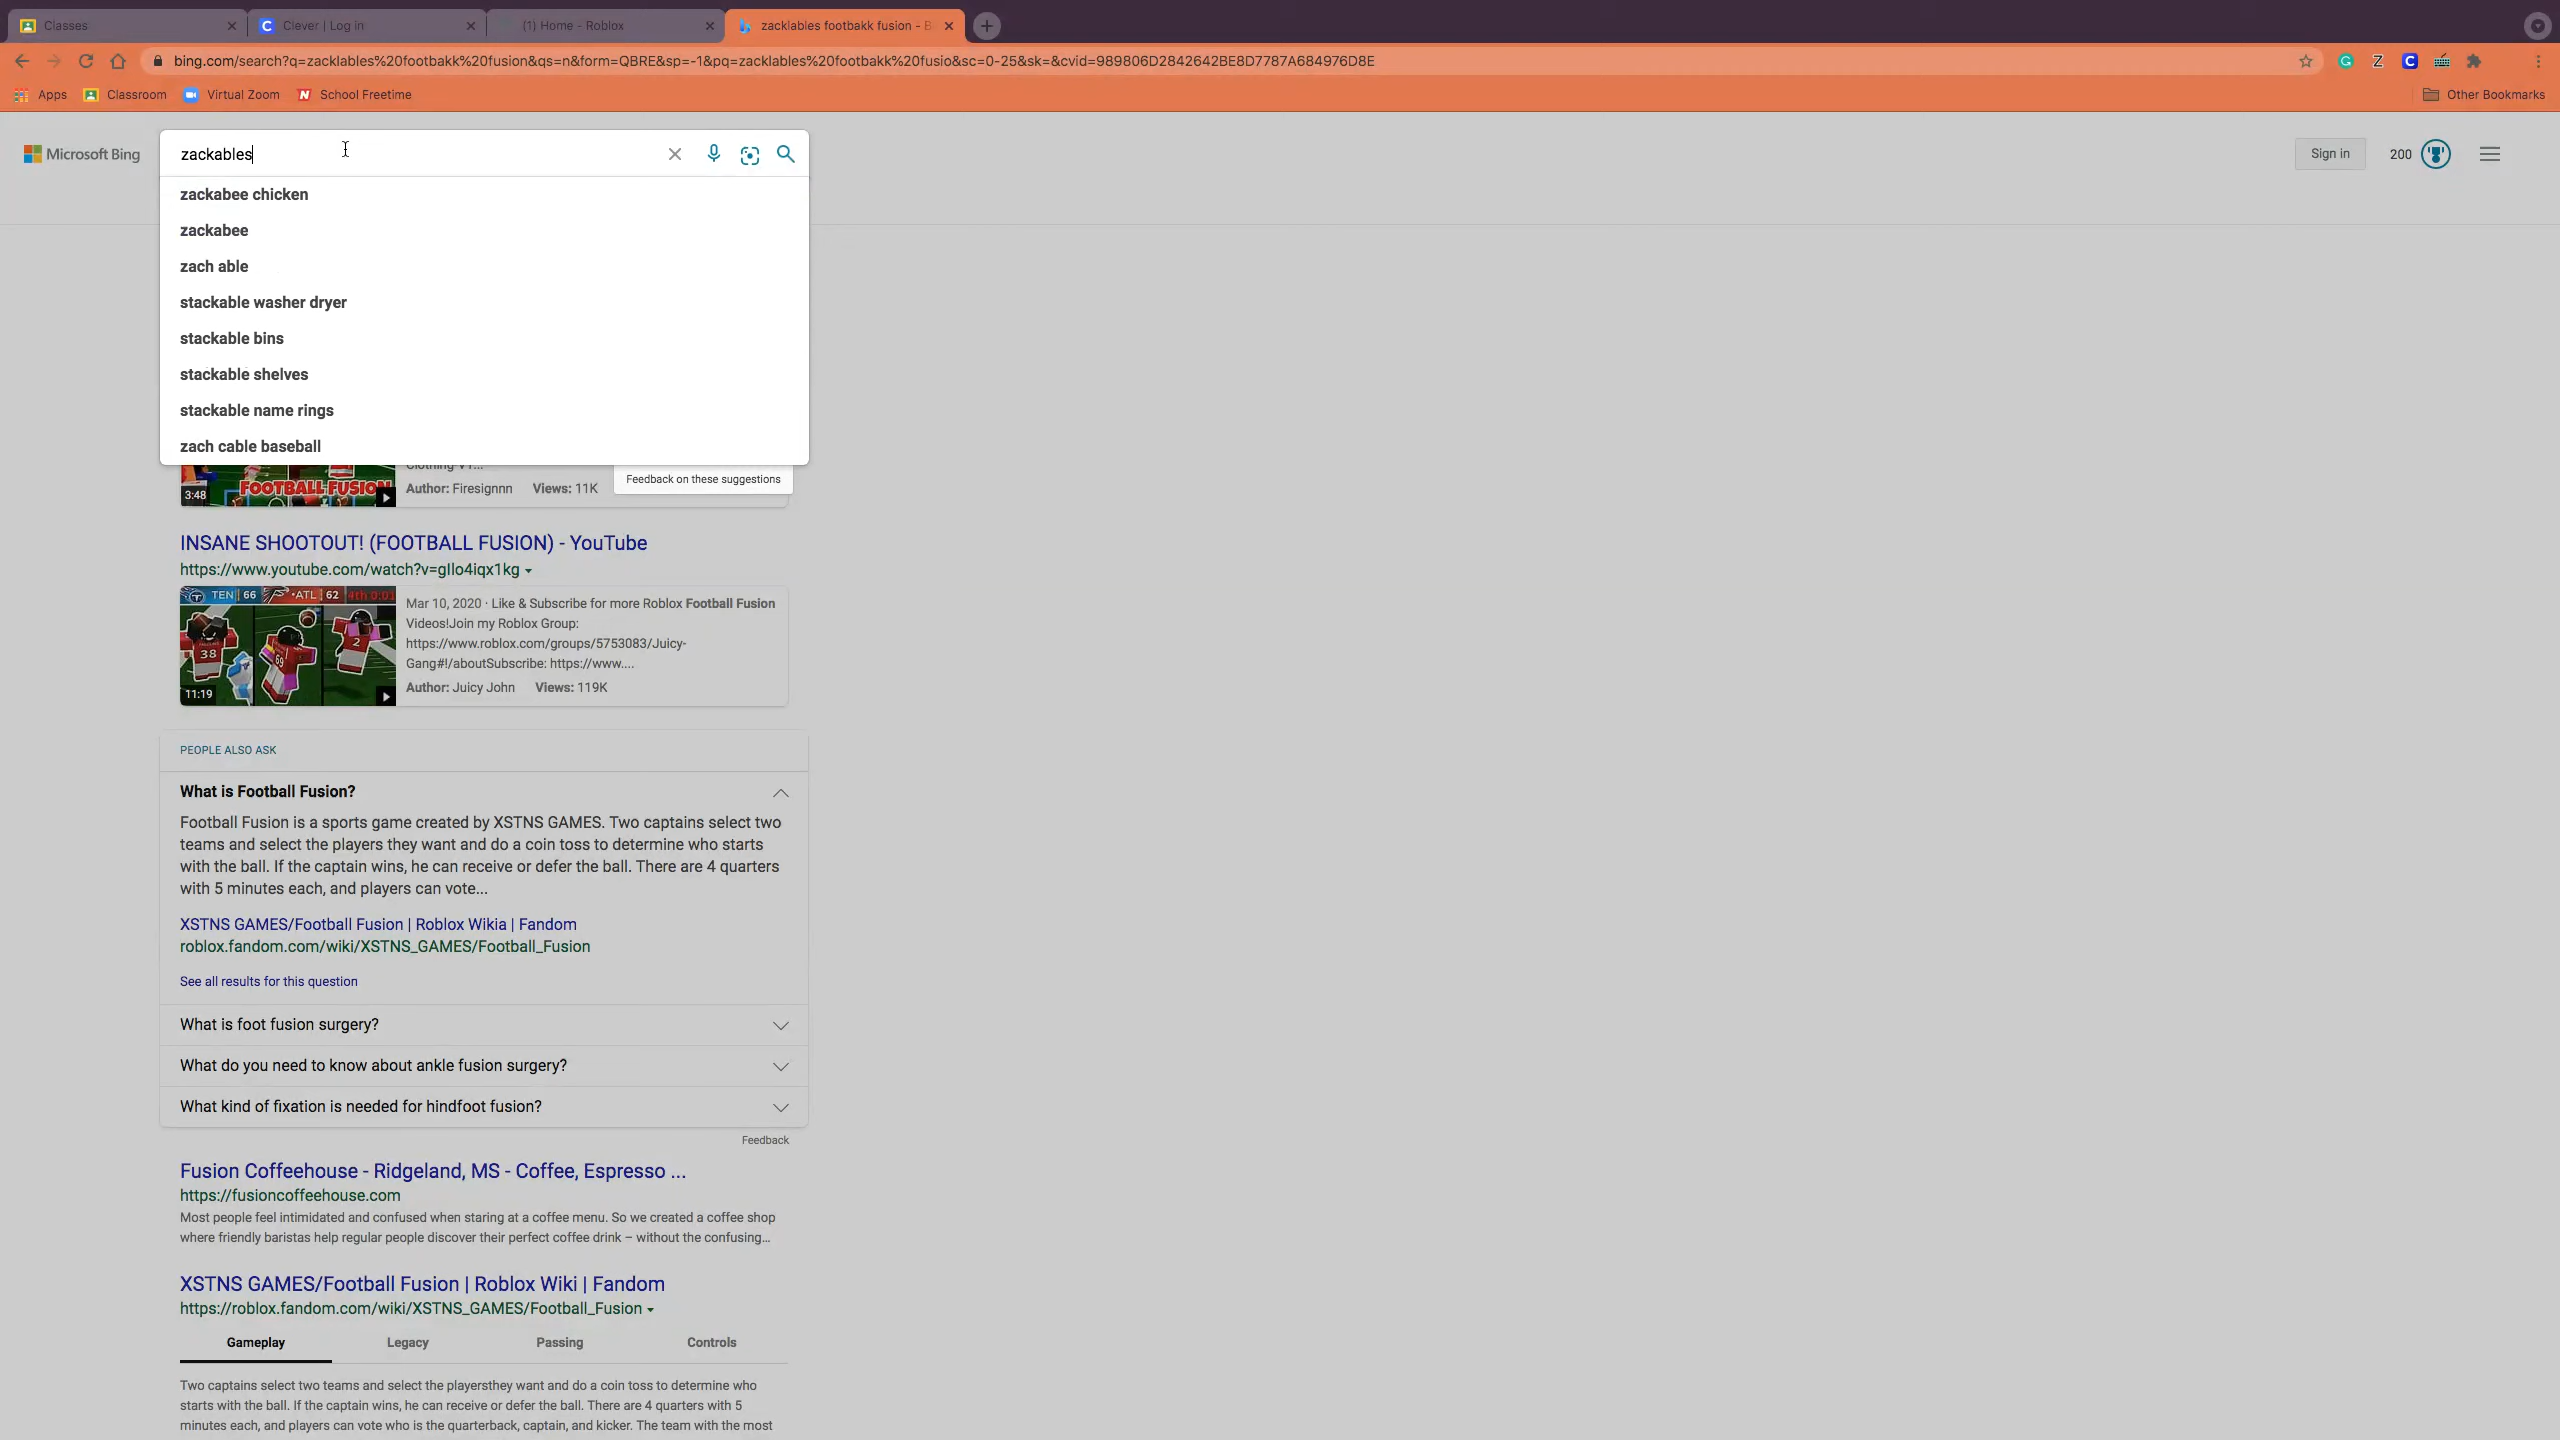 Classes
Clever | Log in
(1) Home - Roblox
zacklables footbakk fusion - B
bing.com/search?q=zacklables%20footbakk%20fusion&qs=n&form=QBRE&sp=-1&pq=zacklables%20footbakk%20fusio&sc=0-25&sk=&cvid=989806D2842642BE8D7787A684976D8E
Apps
Classroom
Virtual Zoom
School Freetime
Other Bookmarks
Microsoft Bing
zackables
Sign in
200
zackabee chicken
zackabee
zach able
stackable washer dryer
stackable bins
stackable shelves
stackable name rings
zach cable baseball
3:48
FOOTBALL FUSION
Clothing V1...
Author: Firesignnn Views: 11K
Feedback on these suggestions
INSANE SHOOTOUT! (FOOTBALL FUSION) - YouTube
https://www.youtube.com/watch?v=gIlo4iqx1kg
TEN 66 ATL 62 4th 0:01
38 69 2
11:19
Mar 10, 2020 · Like & Subscribe for more Roblox Football Fusion
Videos!Join my Roblox Group:
https://www.roblox.com/groups/5753083/Juicy-
Gang#!/aboutSubscribe: https://www....
Author: Juicy John Views: 119K
PEOPLE ALSO ASK
What is Football Fusion?
Football Fusion is a sports game created by XSTNS GAMES. Two captains select two
teams and select the players they want and do a coin toss to determine who starts
with the ball. If the captain wins, he can receive or defer the ball. There are 4 quarters
with 5 minutes each, and players can vote...
XSTNS GAMES/Football Fusion | Roblox Wikia | Fandom
roblox.fandom.com/wiki/XSTNS_GAMES/Football_Fusion
See all results for this question
What is foot fusion surgery?
What do you need to know about ankle fusion surgery?
What kind of fixation is needed for hindfoot fusion?
Feedback
Fusion Coffeehouse - Ridgeland, MS - Coffee, Espresso ...
https://fusioncoffeehouse.com
Most people feel intimidated and confused when staring at a coffee menu. So we created a coffee shop
where friendly baristas help regular people discover their perfect coffee drink – without the confusing...
XSTNS GAMES/Football Fusion | Roblox Wiki | Fandom
https://roblox.fandom.com/wiki/XSTNS_GAMES/Football_Fusion
Gameplay Legacy Passing Controls
Two captains select two teams and select the playersthey want and do a coin toss to determine who
starts with the ball. If the captain wins, he can receive or defer the ball. There are 4 quarters with 5
minutes each, and players can vote who is the quarterback, captain, and kicker. The team with the most